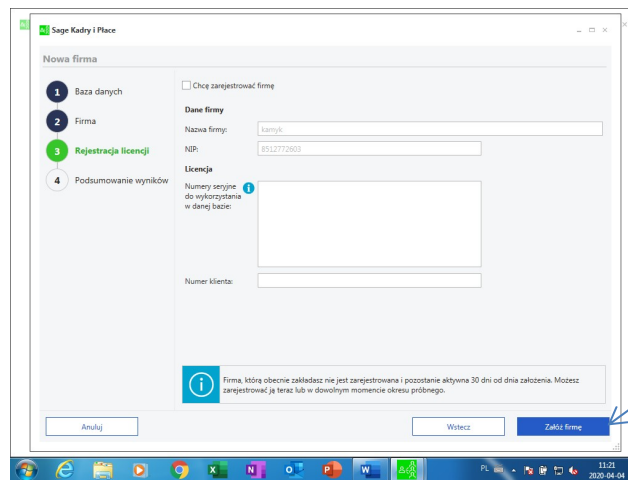 Sage Kadry i Płace
Nowa firma
1 Baza danych
2 Firma
3 Rejestracja licencji
4 Podsumowanie wyników
Chcę zarejestrować firmę
Dane firmy
Nazwa firmy: kamyk
NIP: 8512772603
Licencja
Numery seryjne
do wykorzystania
w danej bazie:
Numer klienta:
Firma, którą obecnie zakładasz nie jest zarejestrowana i pozostanie aktywna 30 dni od dnia założenia. Możesz
zarejestrować ją teraz lub w dowolnym momencie okresu próbnego.
Anuluj
Wstecz
Załóż firmę
PL
11:21
2020-04-04